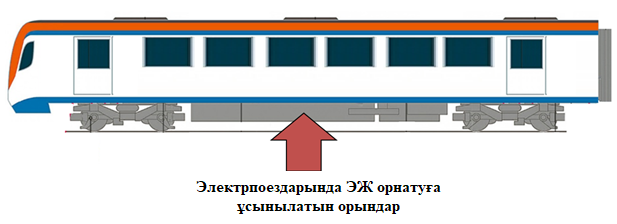 Электрпоездарында ЭЖ орнатуға
ұсынылатын орындар